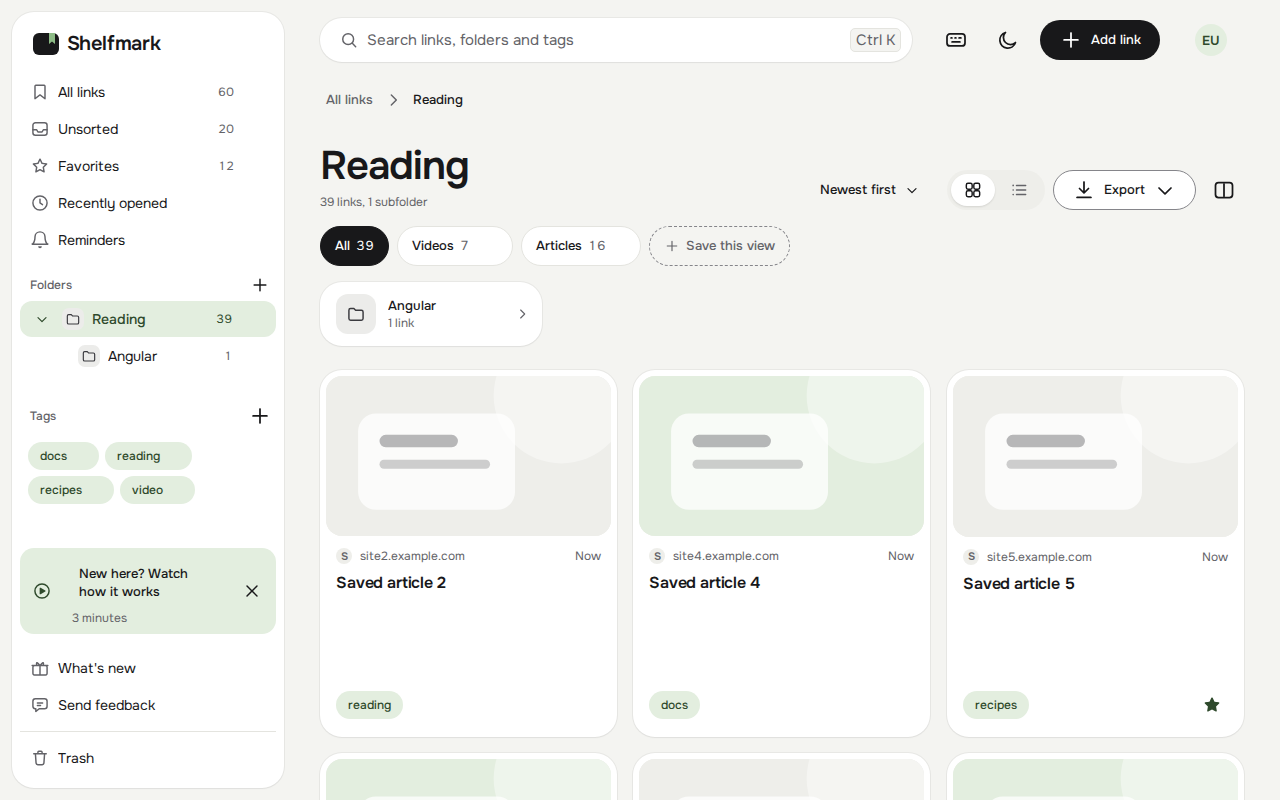 Shelfmark
All links 60
Unsorted 20
Favorites 12
Recently opened
Reminders
Folders
Reading 39
Angular 1
Tags
docs reading
recipes video
New here? Watch
how it works
3 minutes
What's new
Send feedback
Trash
Search links, folders and tags Ctrl K
Add link
EU
All links Reading
Reading
39 links, 1 subfolder
Newest first
Export
All 39 Videos 7 Articles 16 Save this view
Angular
1 link
S site2.example.com Now
Saved article 2
reading
S site4.example.com Now
Saved article 4
docs
S site5.example.com Now
Saved article 5
recipes